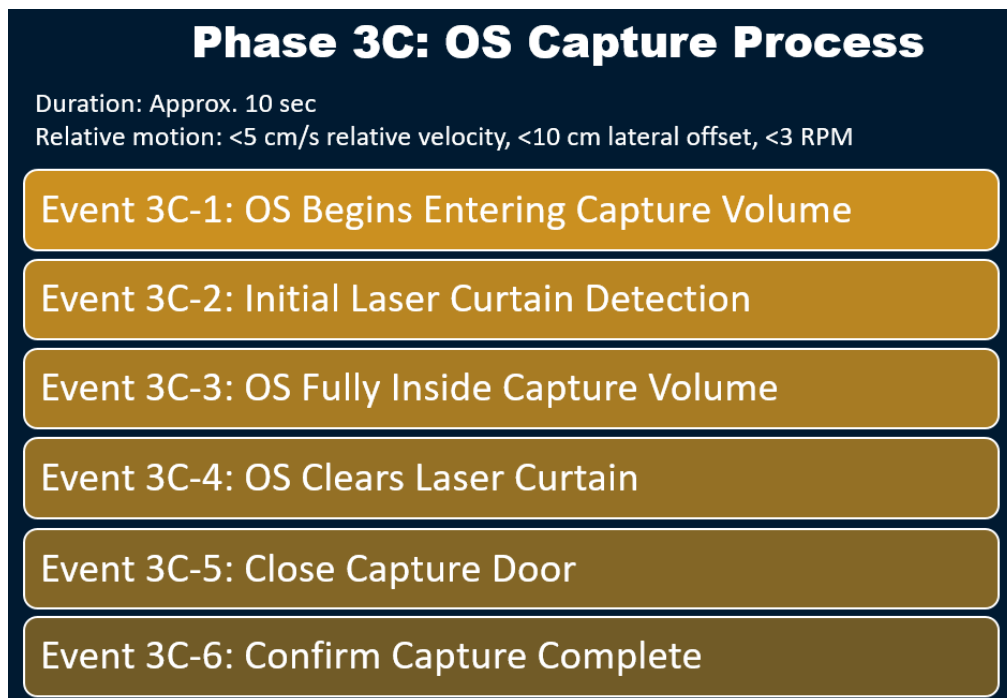 Phase 3C: OS Capture Process
Duration: Approx. 10 sec
Relative motion: <5 cm/s relative velocity, <10 cm lateral offset, <3 RPM
Event 3C-1: OS Begins Entering Capture Volume
Event 3C-2: Initial Laser Curtain Detection
Event 3C-3: OS Fully Inside Capture Volume
Event 3C-4: OS Clears Laser Curtain
Event 3C-5: Close Capture Door
Event 3C-6: Confirm Capture Complete